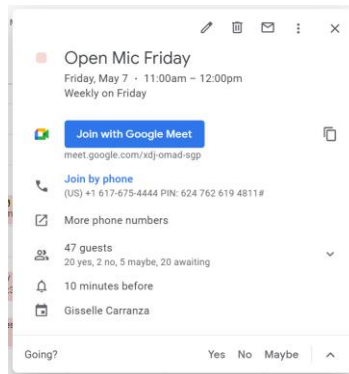 Open Mic Friday
Friday, May 7 · 11:00am – 12:00pm
Weekly on Friday
Join with Google Meet
meet.google.com/xdj-omad-sgp
Join by phone
(US) +1 617-675-4444 PIN: 624 762 619 4811#
More phone numbers
47 guests
20 yes, 2 no, 5 maybe, 20 awaiting
10 minutes before
Gisselle Carranza
Going?
Yes No Maybe